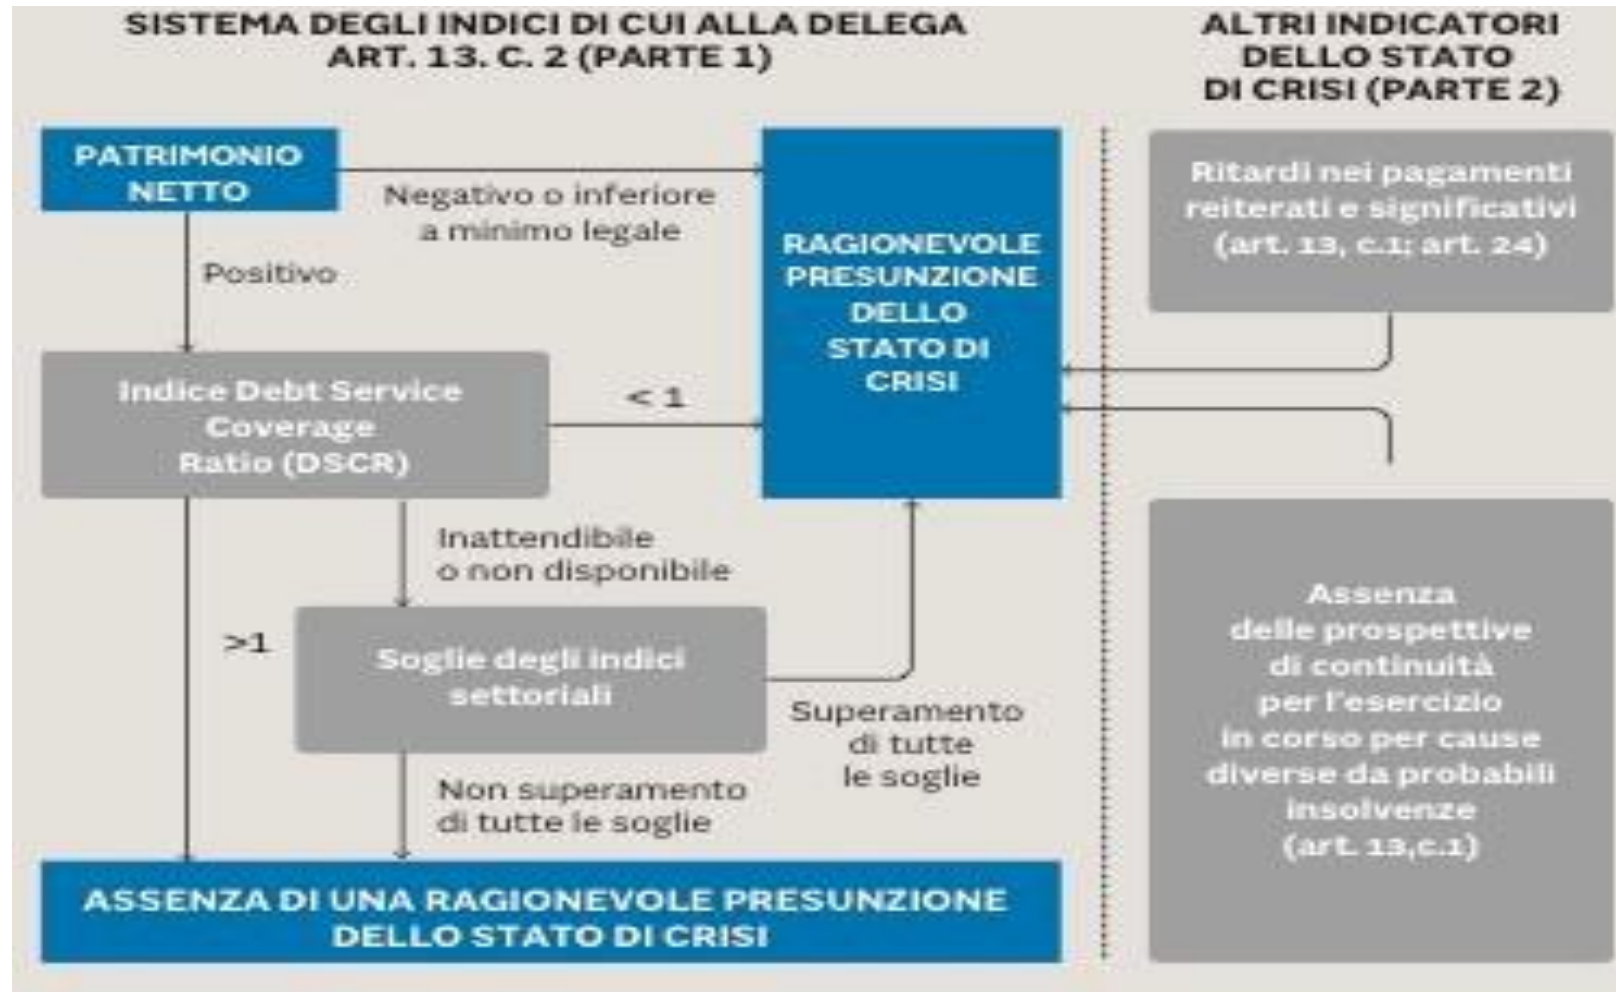 SISTEMA DEGLI INDICI DI CUI ALLA DELEGA
ART. 13. C. 2 (PARTE 1)
ALTRI INDICATORI
DELLO STATO
DI CRISI (PARTE 2)
PATRIMONIO
NETTO
Negativo o inferiore
a minimo legale
Positivo
RAGIONEVOLE
PRESUNZIONE
DELLO
STATO DI
CRISI
Ritardi nei pagamenti
reiterati e significativi
(art. 13, c.1; art. 24)
Indice Debt Service
Coverage
Ratio (DSCR)
< 1
Inattendibile
o non disponibile
>1
Soglie degli indici
settoriali
Superamento
di tutte
le soglie
Non superamento
di tutte le soglie
Assenza
delle prospettive
di continuità
per l'esercizio
in corso per cause
diverse da probabili
insolvenze
(art. 13,c.1)
ASSENZA DI UNA RAGIONEVOLE PRESUNZIONE
DELLO STATO DI CRISI